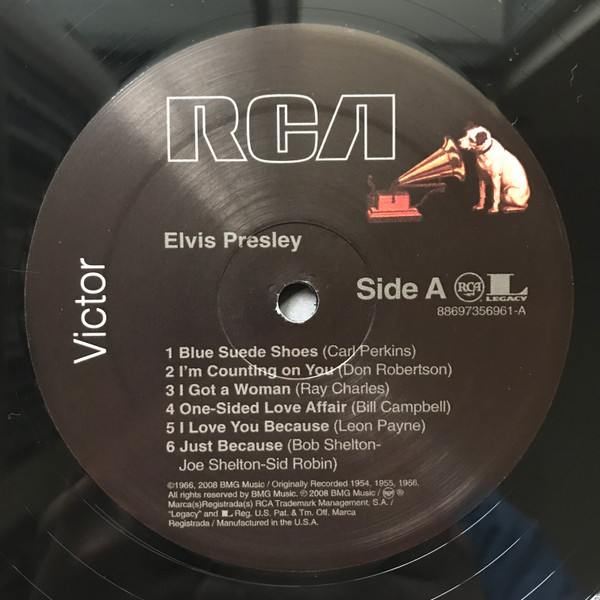 RCA
Victor
Elvis Presley
Side A RCA L LEGACY
88697356961-A
1 Blue Suede Shoes (Carl Perkins)
2 I'm Counting on You (Don Robertson)
3 I Got a Woman (Ray Charles)
4 One-Sided Love Affair (Bill Campbell)
5 I Love You Because (Leon Payne)
6 Just Because (Bob Shelton-
Joe Shelton-Sid Robin)
©1966, 2008 BMG Music / Originally Recorded 1954, 1955, 1956.
All rights reserved by BMG Music. ℗ 2008 BMG Music / RCA ®
Marca(s)Registrada(s) RCA Trademark Management, S.A. /
"Legacy" and L Reg. U.S. Pat. & Tm. Off. Marca
Registrada / Manufactured in the U.S.A.